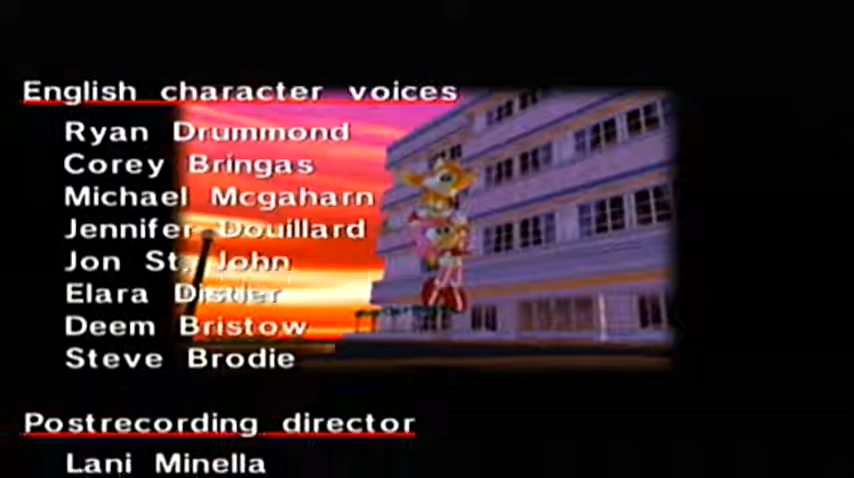 English character voices
Ryan Drummond
Corey Bringas
Michael Mcgaharn
Jennifer Douillard
Jon St. John
Elara Distler
Deem Bristow
Steve Brodie
Postrecording director
Lani Minella